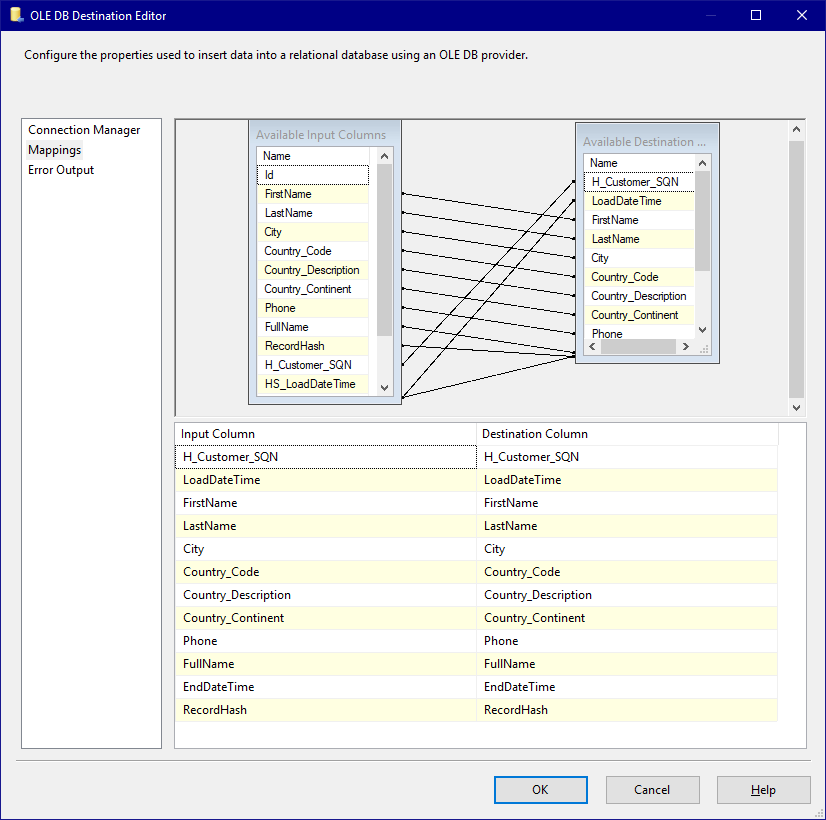 OLE DB Destination Editor
Configure the properties used to insert data into a relational database using an OLE DB provider.
Connection Manager
Mappings
Error Output
Available Input Columns
Name
Id
FirstName
LastName
City
Country_Code
Country_Description
Country_Continent
Phone
FullName
RecordHash
H_Customer_SQN
HS_LoadDateTime
Available Destination ...
Name
H_Customer_SQN
LoadDateTime
FirstName
LastName
City
Country_Code
Country_Description
Country_Continent
Phone
Input Column Destination Column
H_Customer_SQN H_Customer_SQN
LoadDateTime LoadDateTime
FirstName FirstName
LastName LastName
City City
Country_Code Country_Code
Country_Description Country_Description
Country_Continent Country_Continent
Phone Phone
FullName FullName
EndDateTime EndDateTime
RecordHash RecordHash
OK Cancel Help